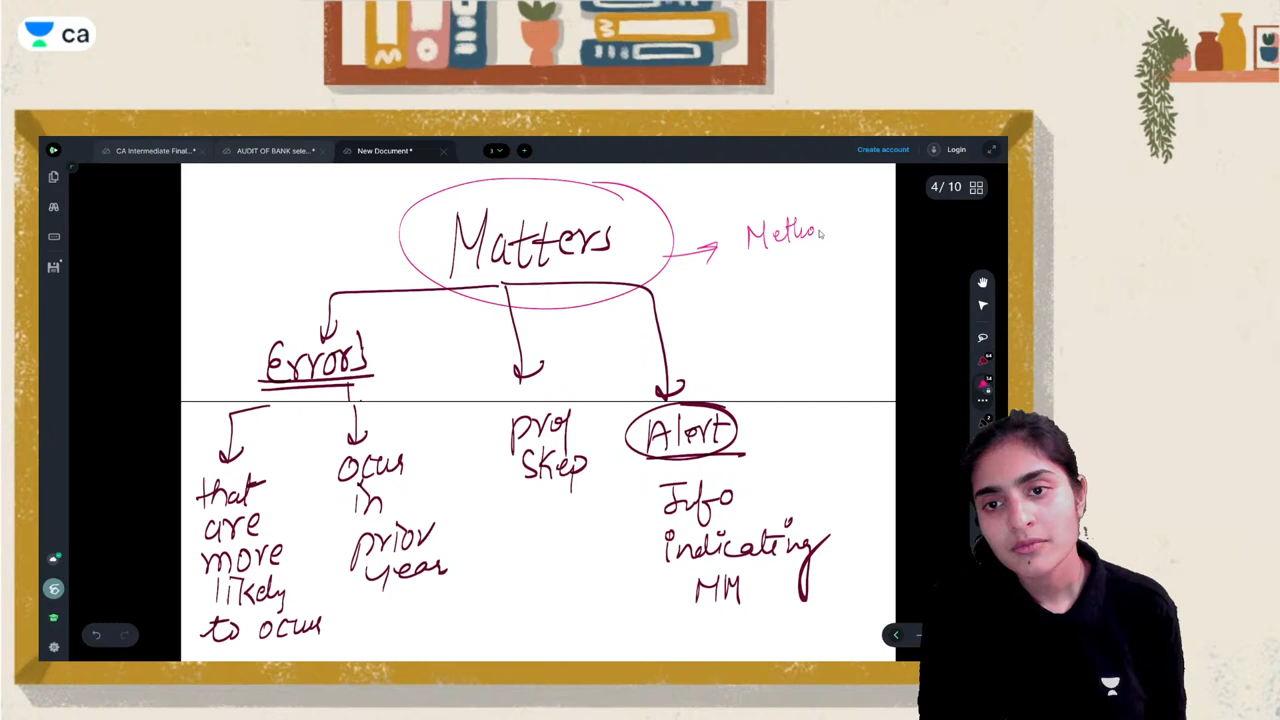 ca
CA Intermediate Final...*
AUDIT OF BANK sele...*
New Document*
Create account
Login
4/ 10
Matters
Metho
Errors
that
are
more
likely
to occur
occur
in
prior
year
prof
Skep
Alert
Info
indicating
MM